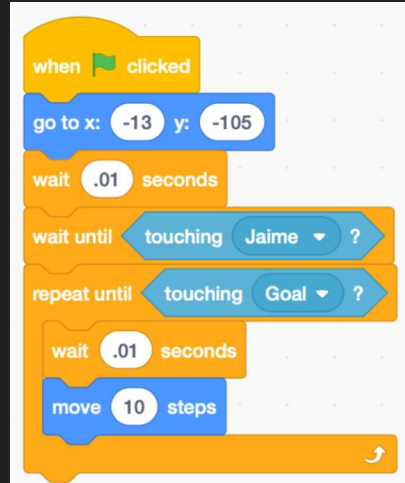 when clicked
go to x: -13 y: -105
wait .01 seconds
wait until touching Jaime ?
repeat until touching Goal ?
wait .01 seconds
move 10 steps